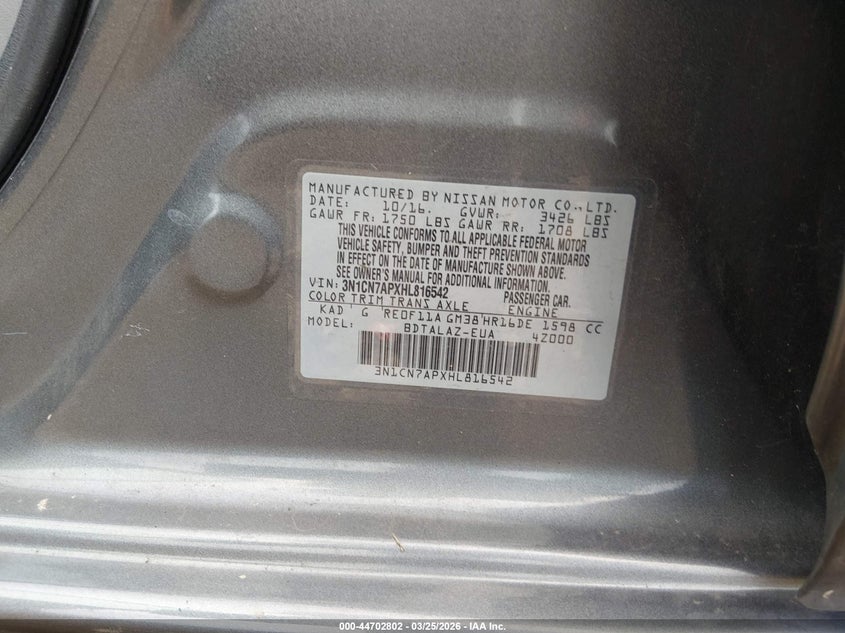 MANUFACTURED BY NISSAN MOTOR CO.,LTD.
DATE: 10/16. GVWR: 3426 LBS
GAWR FR: 1750 LBS GAWR RR: 1708 LBS
THIS VEHICLE CONFORMS TO ALL APPLICABLE FEDERAL MOTOR
VEHICLE SAFETY, BUMPER AND THEFT PREVENTION STANDARDS
IN EFFECT ON THE DATE OF MANUFACTURE SHOWN ABOVE.
SEE OWNER'S MANUAL FOR ADDITIONAL INFORMATION.
VIN: 3N1CN7APXHL816542 PASSENGER CAR.
COLOR TRIM TRANS AXLE ENGINE
KAD ' G ' RE0F11A GM38'HR16DE 1598 CC
MODEL: BDTALAZ-EUA 4Z000
3N1CN7APXHL816542
000-44702802 - 03/25/2026 - IAA Inc.